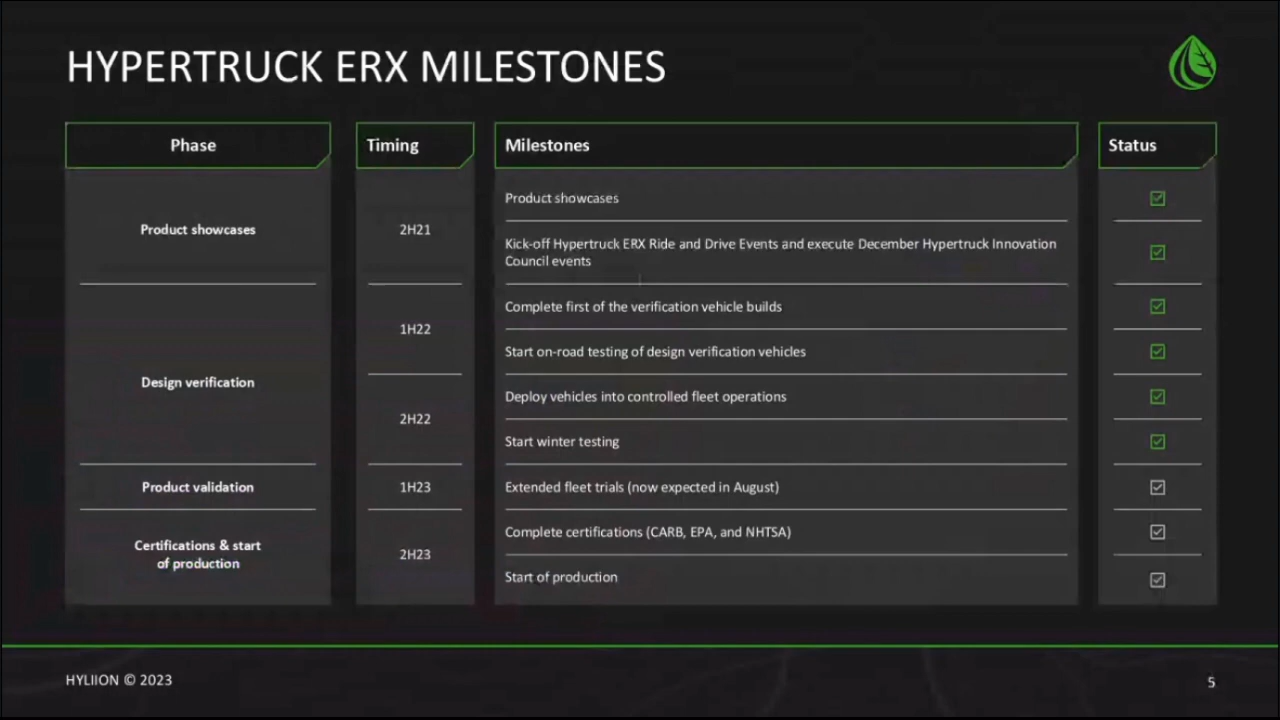 HYPERTRUCK ERX MILESTONES
Phase
Timing
Milestones
Status
Product showcases
2H21
Product showcases
Kick-off Hypertruck ERX Ride and Drive Events and execute December Hypertruck Innovation
Council events
Design verification
1H22
Complete first of the verification vehicle builds
Start on-road testing of design verification vehicles
2H22
Deploy vehicles into controlled fleet operations
Start winter testing
Product validation
1H23
Extended fleet trials (now expected in August)
Certifications & start
of production
2H23
Complete certifications (CARB, EPA, and NHTSA)
Start of production
HYLIION © 2023
5